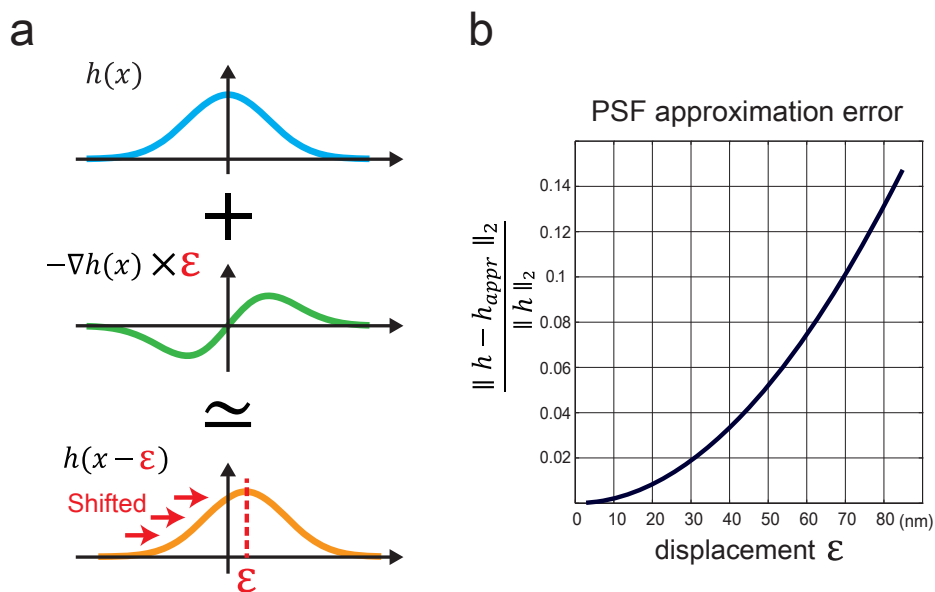 a
h(x)
+
−∇h(x) × ε
≃
h(x − ε)
Shifted
ε
b
PSF approximation error
‖ h − h_appr ‖₂
‖ h ‖₂
0.14
0.12
0.1
0.08
0.06
0.04
0.02
0 10 20 30 40 50 60 70 80 (nm)
displacement ε